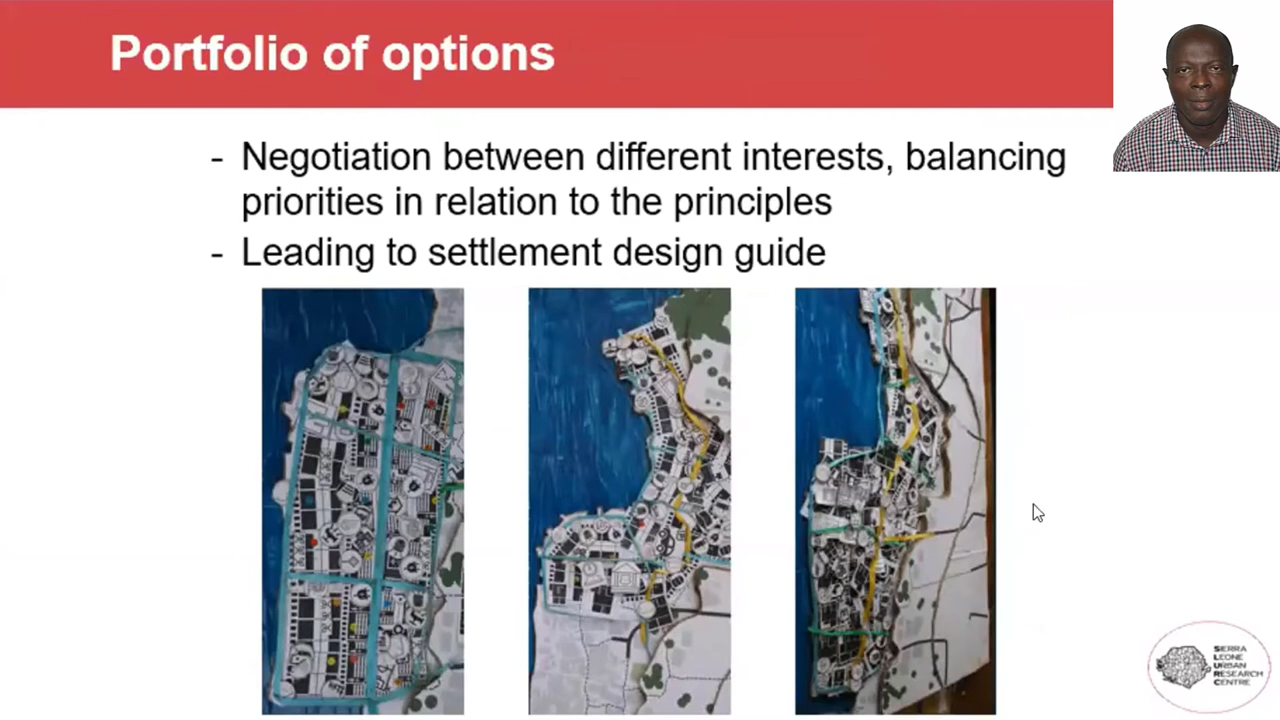 Portfolio of options
- Negotiation between different interests, balancing
priorities in relation to the principles
- Leading to settlement design guide
SIERRA
LEONE
URBAN
RESEARCH
CENTRE